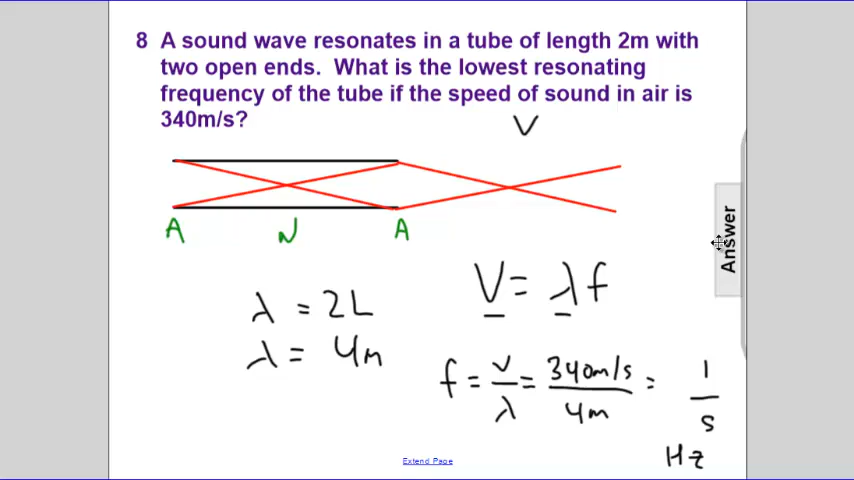 8 A sound wave resonates in a tube of length 2m with
two open ends. What is the lowest resonating
frequency of the tube if the speed of sound in air is
340m/s?
V
A N A
λ = 2L
λ = 4m
V = λf
f = v/λ = 340m/s / 4m = 1/s
Hz
Answer
Extend Page